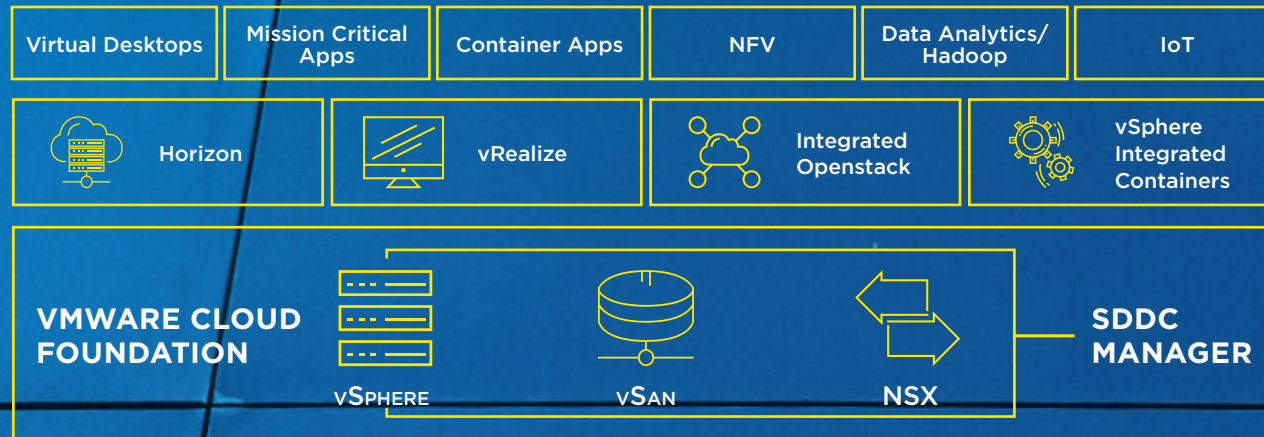 Virtual Desktops
Mission Critical
Apps
Container Apps
NFV
Data Analytics/
Hadoop
IoT
Horizon
vRealize
Integrated
Openstack
vSphere
Integrated
Containers
VMWARE CLOUD
FOUNDATION
vSPHERE
vSAN
NSX
SDDC
MANAGER